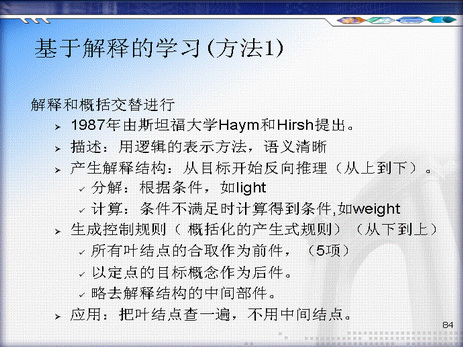 基于解释的学习(方法1)
解释和概括交替进行
1987年由斯坦福大学Haym和Hirsh提出。
描述：用逻辑的表示方法，语义清晰
产生解释结构：从目标开始反向推理（从上到下）。
分解：根据条件，如light
计算：条件不满足时计算得到条件,如weight
生成控制规则（ 概括化的产生式规则）（从下到上）
所有叶结点的合取作为前件，（5项）
以定点的目标概念作为后件。
略去解释结构的中间部件。
应用：把叶结点查一遍，不用中间结点。
84